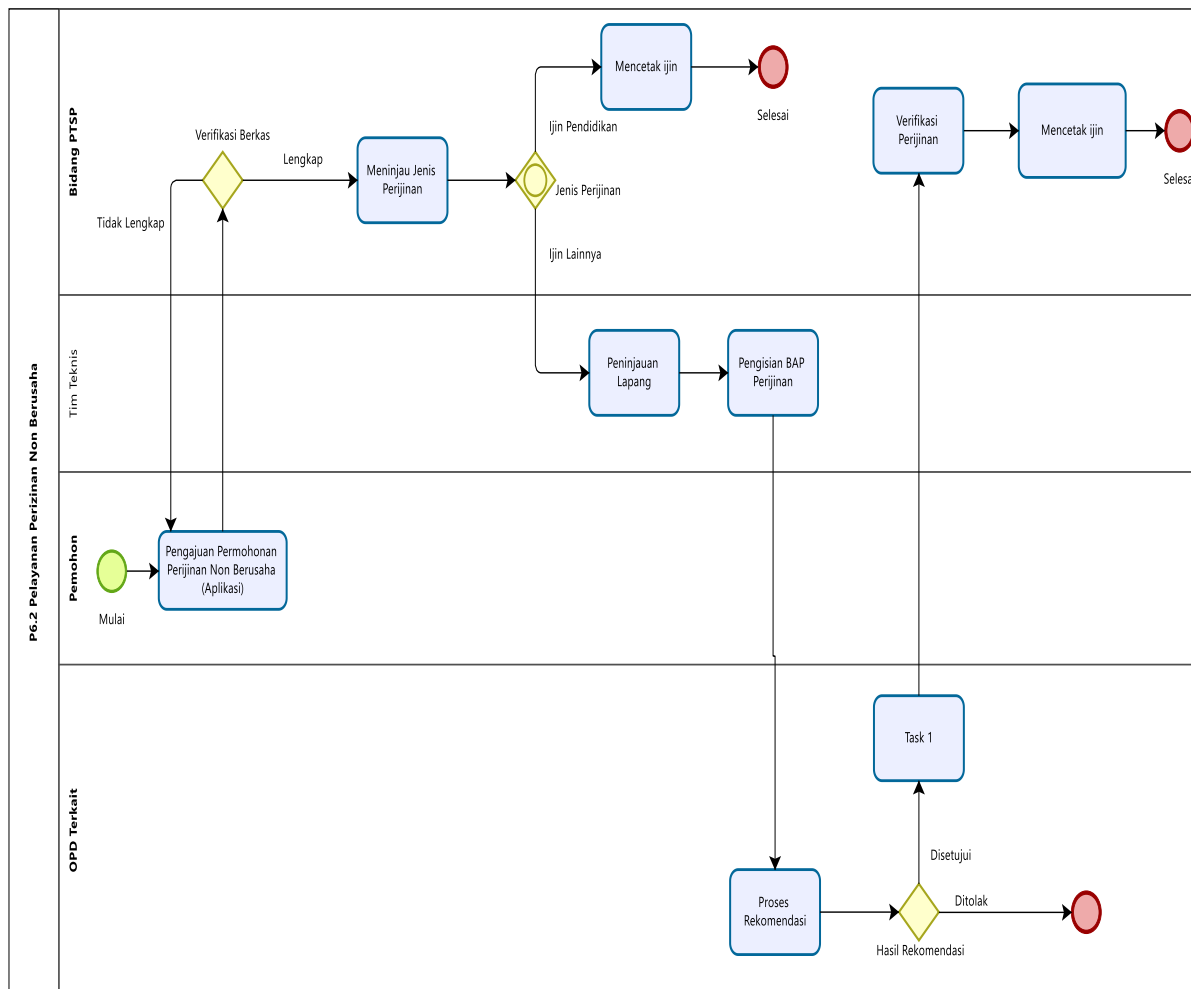 P6.2 Pelayanan Perizinan Non Berusaha
Bidang PTSP
Verifikasi Berkas
Lengkap
Tidak Lengkap
Meninjau Jenis
Perijinan
Jenis Perijinan
Ijin Pendidikan
Ijin Lainnya
Mencetak ijin
Selesai
Verifikasi
Perijinan
Mencetak ijin
Selesa
Tim Teknis
Peninjauan
Lapang
Pengisian BAP
Perijinan
Pemohon
Mulai
Pengajuan Permohonan
Perijinan Non Berusaha
(Aplikasi)
OPD Terkait
Task 1
Disetujui
Proses
Rekomendasi
Hasil Rekomendasi
Ditolak